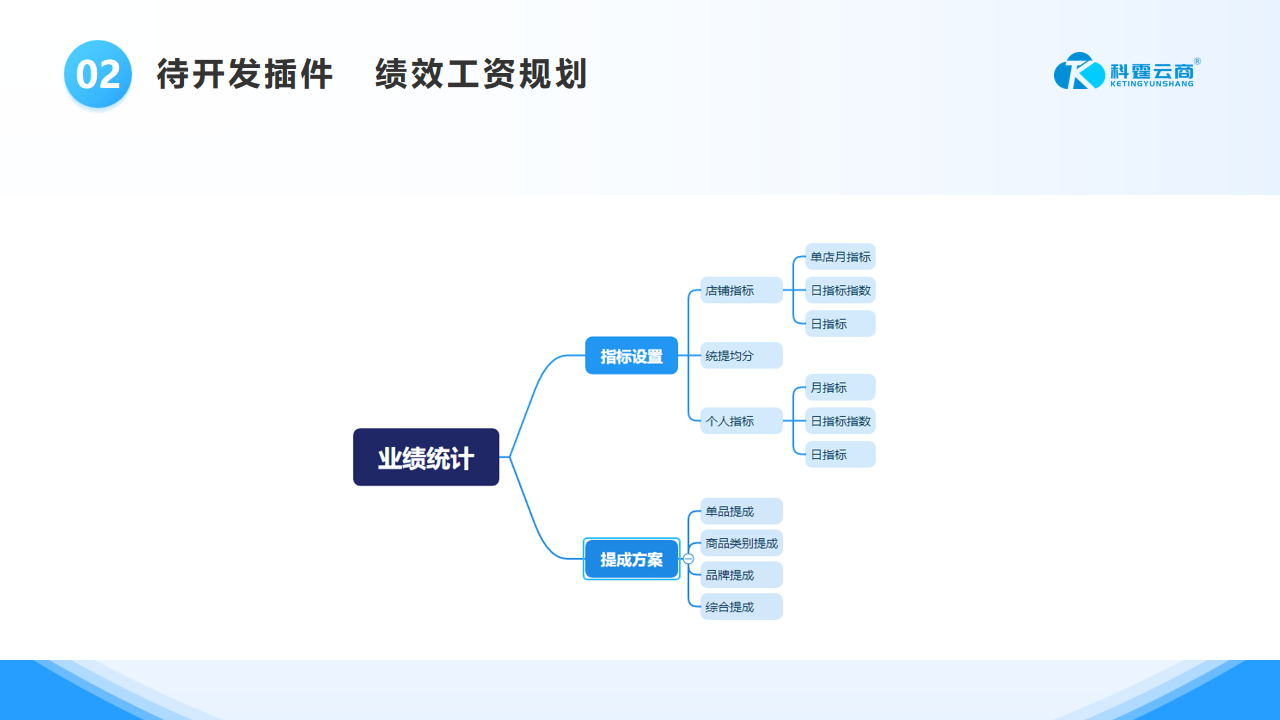 02
待开发插件 绩效工资规划
科霆云商®
KETINGYUNSHANG
业绩统计
指标设置
店铺指标
单店月指标
日指标指数
日指标
统提均分
个人指标
月指标
日指标指数
日指标
提成方案
单品提成
商品类别提成
品牌提成
综合提成